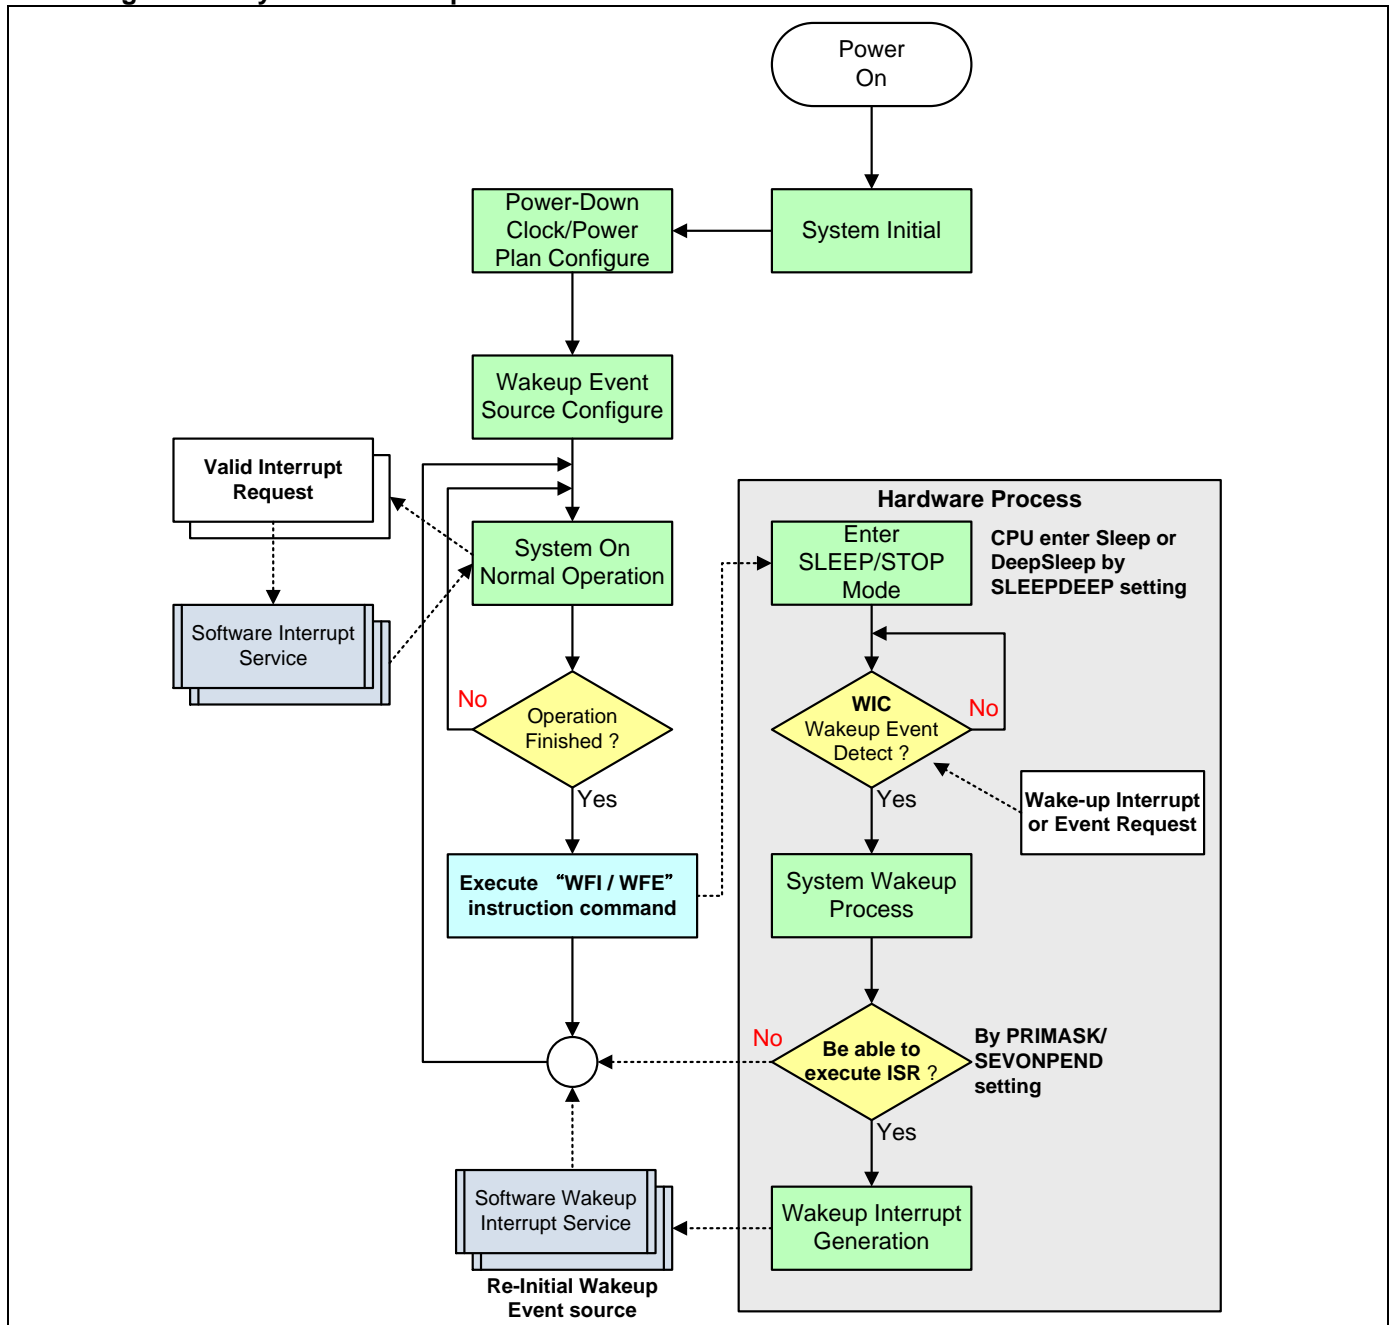 Power
On
Power-Down
Clock/Power
Plan Configure
System Initial
Wakeup Event
Source Configure
Valid Interrupt
Request
System On
Normal Operation
Software Interrupt
Service
No
Operation
Finished ?
Yes
Execute “WFI / WFE”
instruction command
Hardware Process
Enter
SLEEP/STOP
Mode
CPU enter Sleep or
DeepSleep by
SLEEPDEEP setting
WIC
Wakeup Event
Detect ?
No
Yes
Wake-up Interrupt
or Event Request
System Wakeup
Process
No
Be able to
execute ISR ?
By PRIMASK/
SEVONPEND
setting
Yes
Software Wakeup
Interrupt Service
Wakeup Interrupt
Generation
Re-Initial Wakeup
Event source